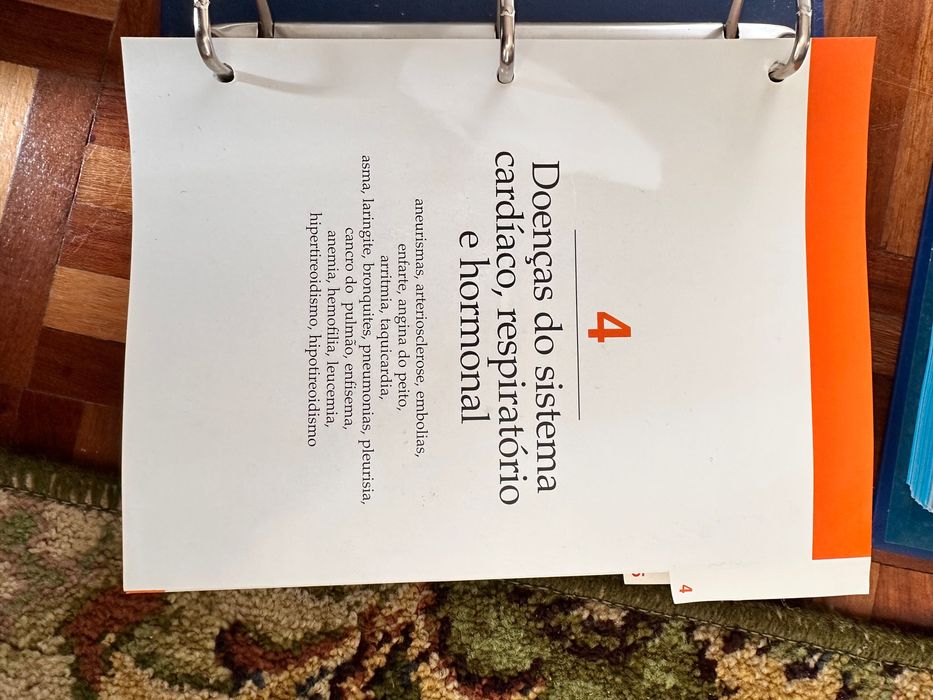 4
Doenças do sistema
cardíaco, respiratório
e hormonal
aneurismas, arteriosclerose, embolias,
enfarte, angina do peito,
arritmia, taquicardia,
asma, laringite, bronquites, pneumonias, pleurisia,
cancro do pulmão, enfisema,
anemia, hemofilia, leucemia,
hipertireoidismo, hipotireoidismo
4
5